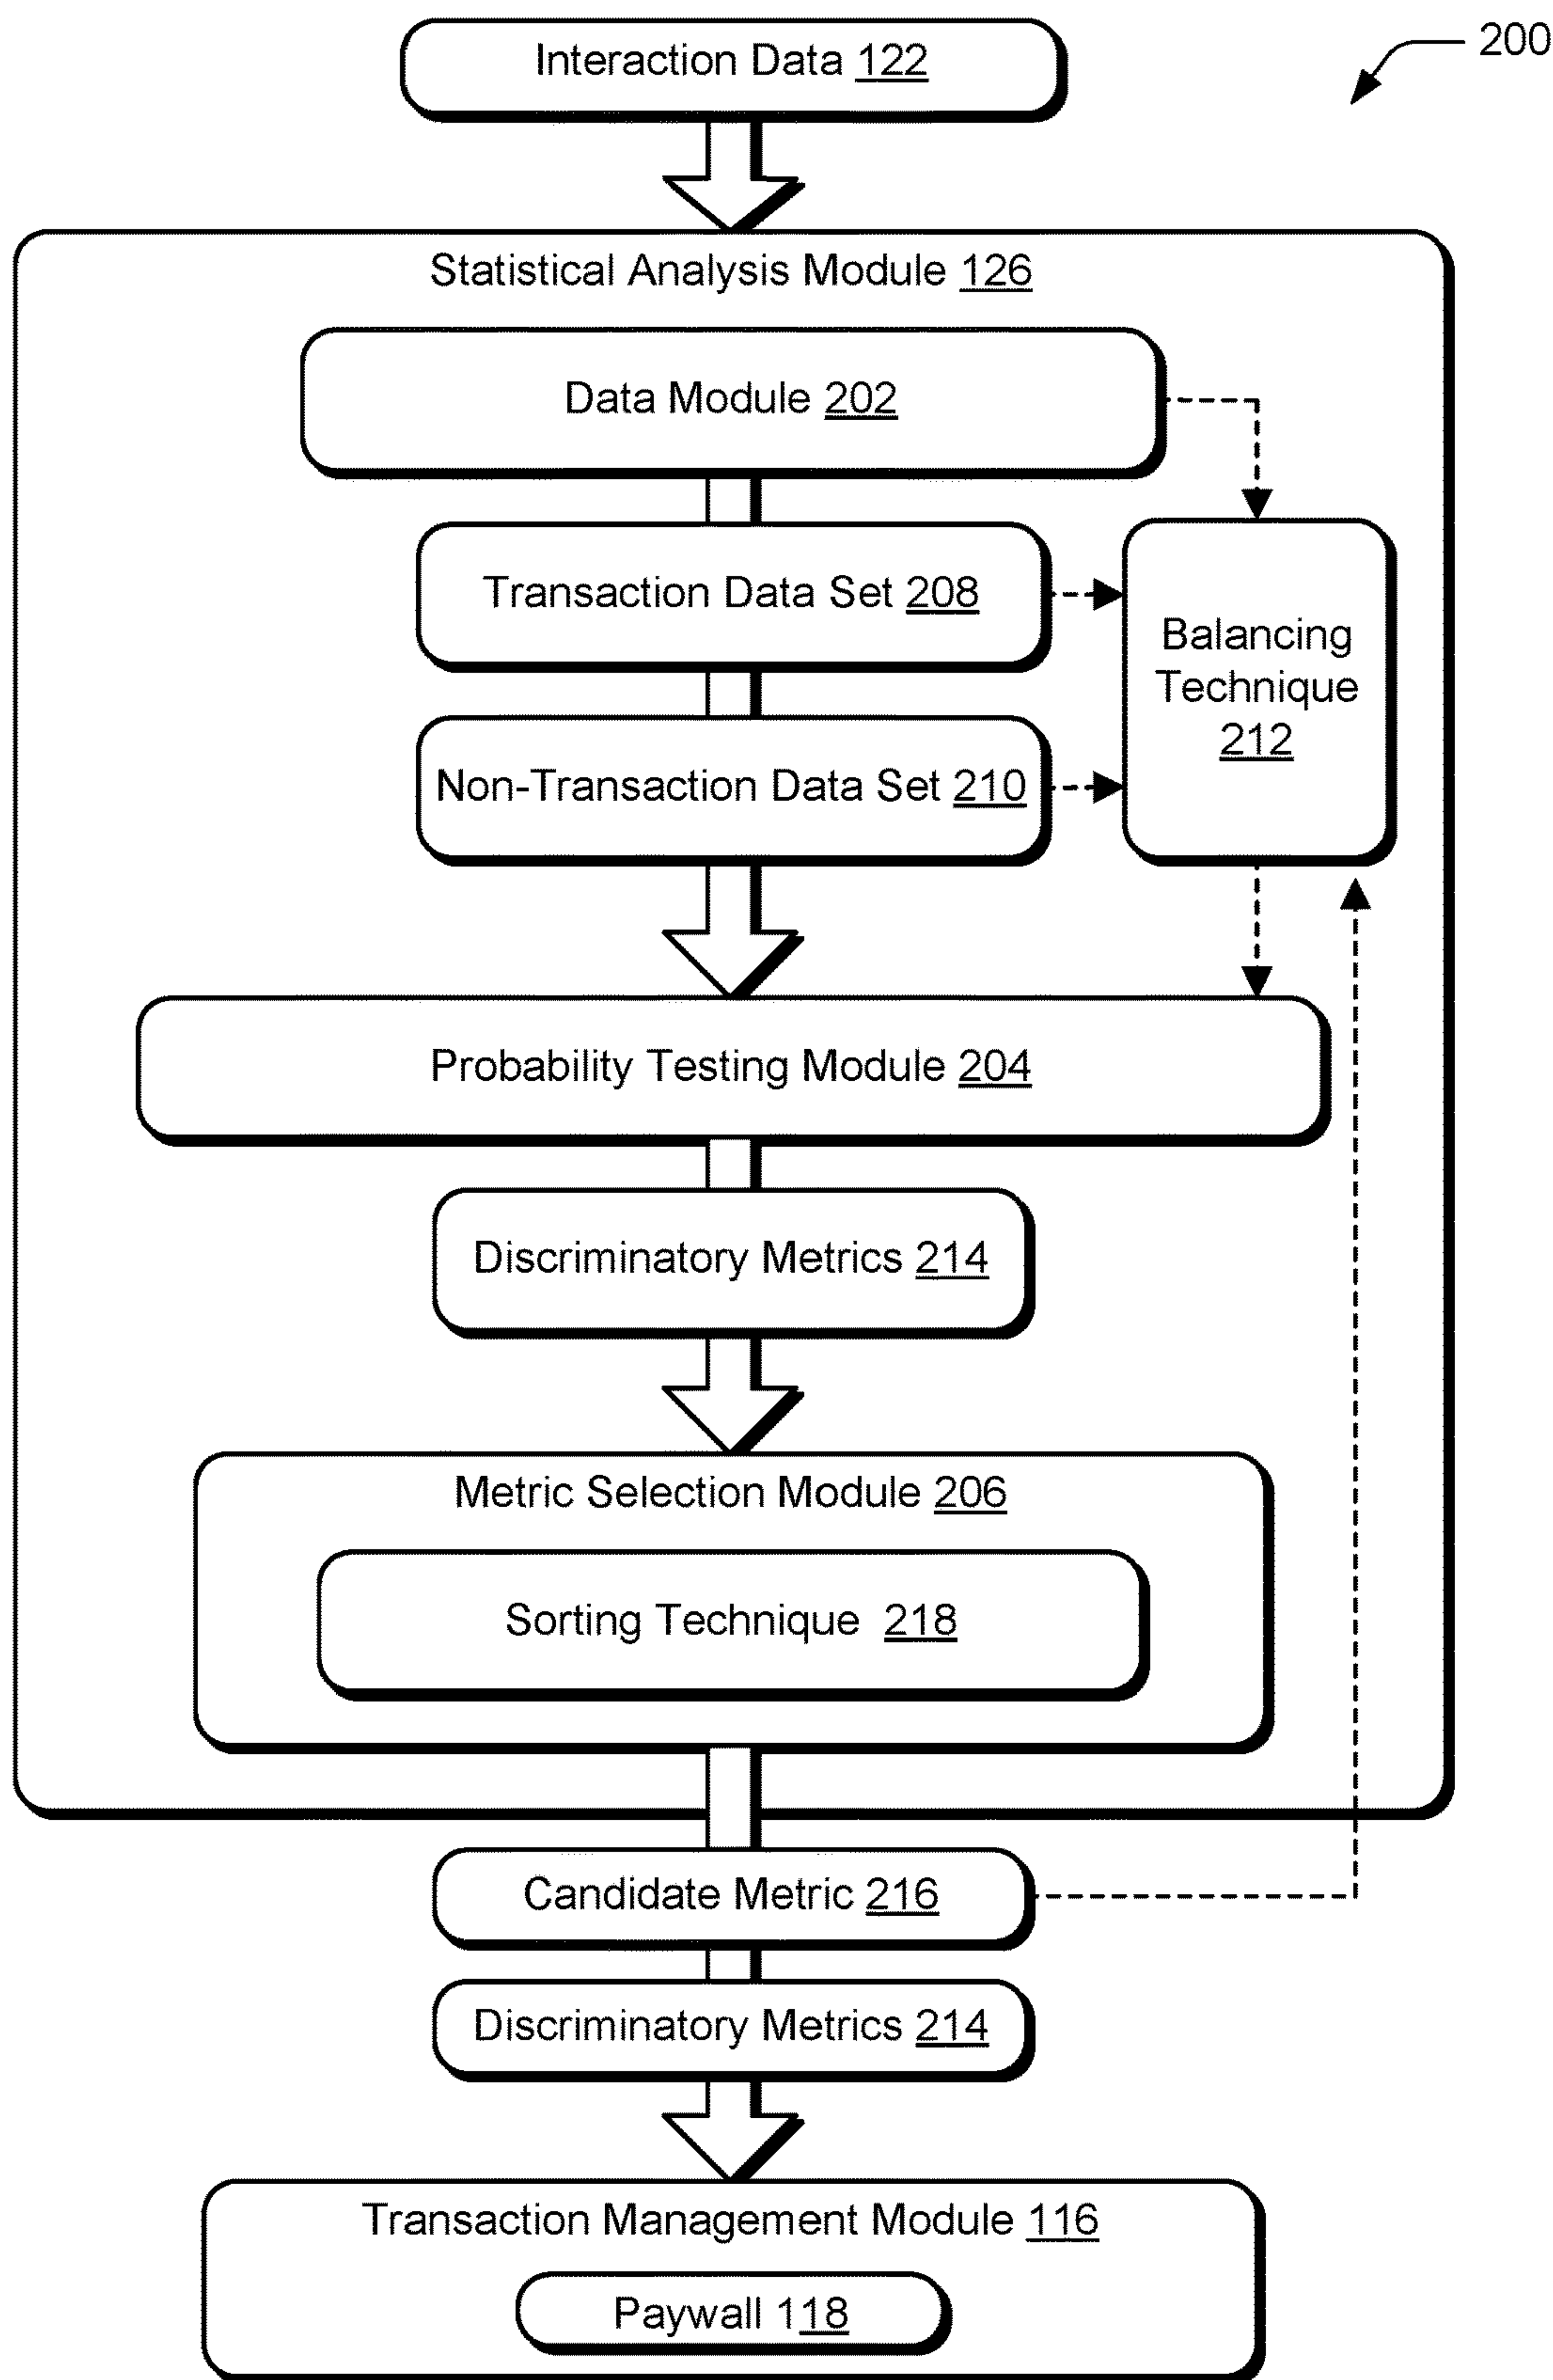 Interaction Data 122
200
Statistical Analysis Module 126
Data Module 202
Transaction Data Set 208
Balancing
Technique
212
Non-Transaction Data Set 210
Probability Testing Module 204
Discriminatory Metrics 214
Metric Selection Module 206
Sorting Technique 218
Candidate Metric 216
Discriminatory Metrics 214
Transaction Management Module 116
Paywall 118